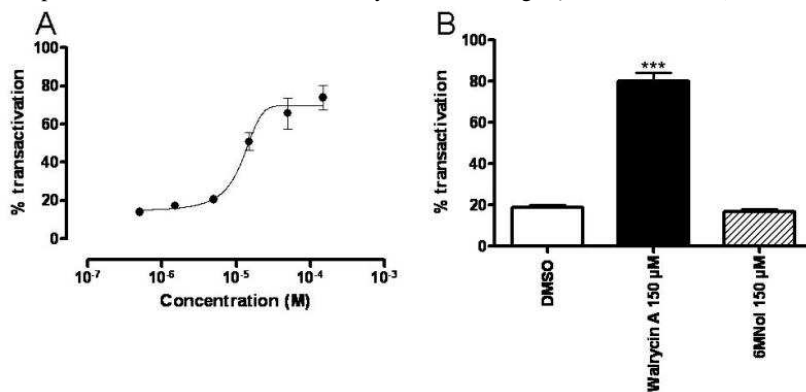 A
% transactivation
100
80
60
40
20
0
10-7
10-6
10-5
10-4
10-3
Concentration (M)
B
% transactivation
100
80
60
40
20
0
***
DMSO
Walrycin A 150 µM
6MNol 150 µM